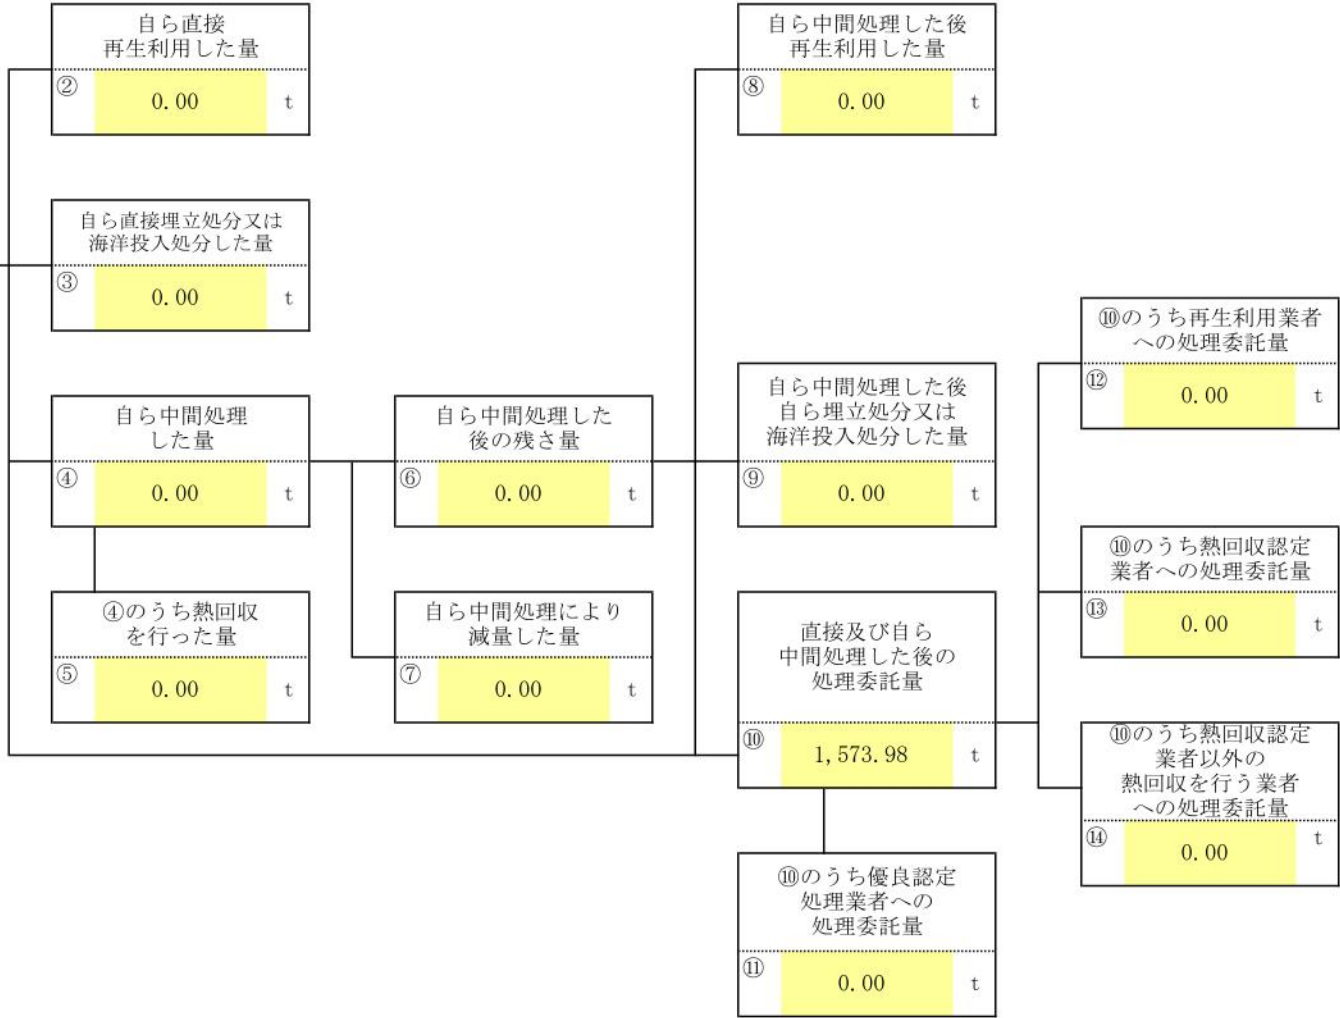 自ら直接
再生利用した量
② 0.00 t
自ら直接埋立処分又は
海洋投入処分した量
③ 0.00 t
自ら中間処理
した量
④ 0.00 t
④のうち熱回収
を行った量
⑤ 0.00 t
自ら中間処理した
後の残さ量
⑥ 0.00 t
自ら中間処理により
減量した量
⑦ 0.00 t
自ら中間処理した後
再生利用した量
⑧ 0.00 t
自ら中間処理した後
自ら埋立処分又は
海洋投入処分した量
⑨ 0.00 t
直接及び自ら
中間処理した後の
処理委託量
⑩ 1,573.98 t
⑩のうち優良認定
処理業者への
処理委託量
⑪ 0.00 t
⑩のうち再生利用業者
への処理委託量
⑫ 0.00 t
⑩のうち熱回収認定
業者への処理委託量
⑬ 0.00 t
⑩のうち熱回収認定
業者以外の
熱回収を行う業者
への処理委託量
⑭ 0.00 t